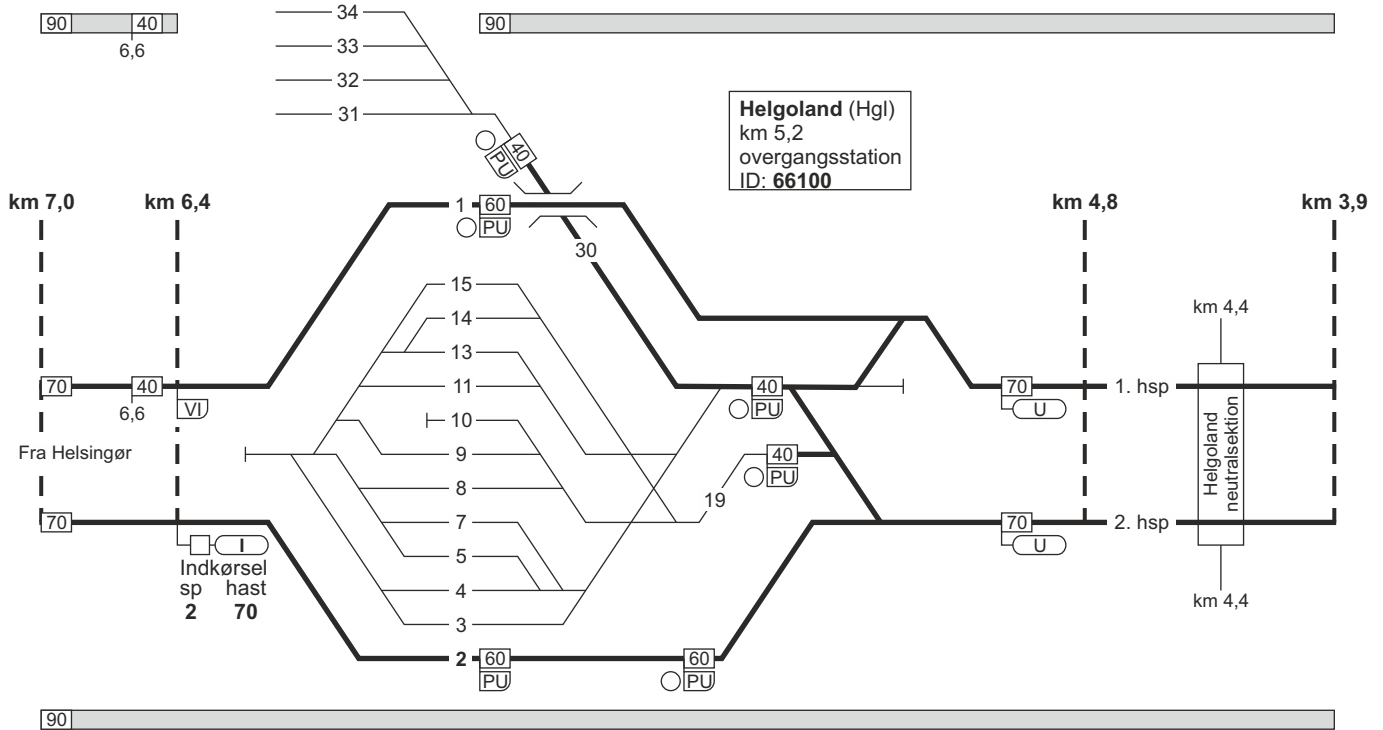 90
40
6,6
90
34
33
32
31
40
PU
Helgoland (Hgl)
km 5,2
overgangsstation
ID: 66100
km 7,0
km 6,4
km 4,8
km 3,9
1
60
PU
30
15
14
13
11
10
9
8
7
5
4
3
19
40
PU
40
PU
km 4,4
70
40
6,6
VI
70
U
1. hsp
Fra Helsingør
Helgoland
neutralsektion
70
I
Indkørsel
sp hast
2 70
70
U
2. hsp
km 4,4
2
60
PU
60
PU
90